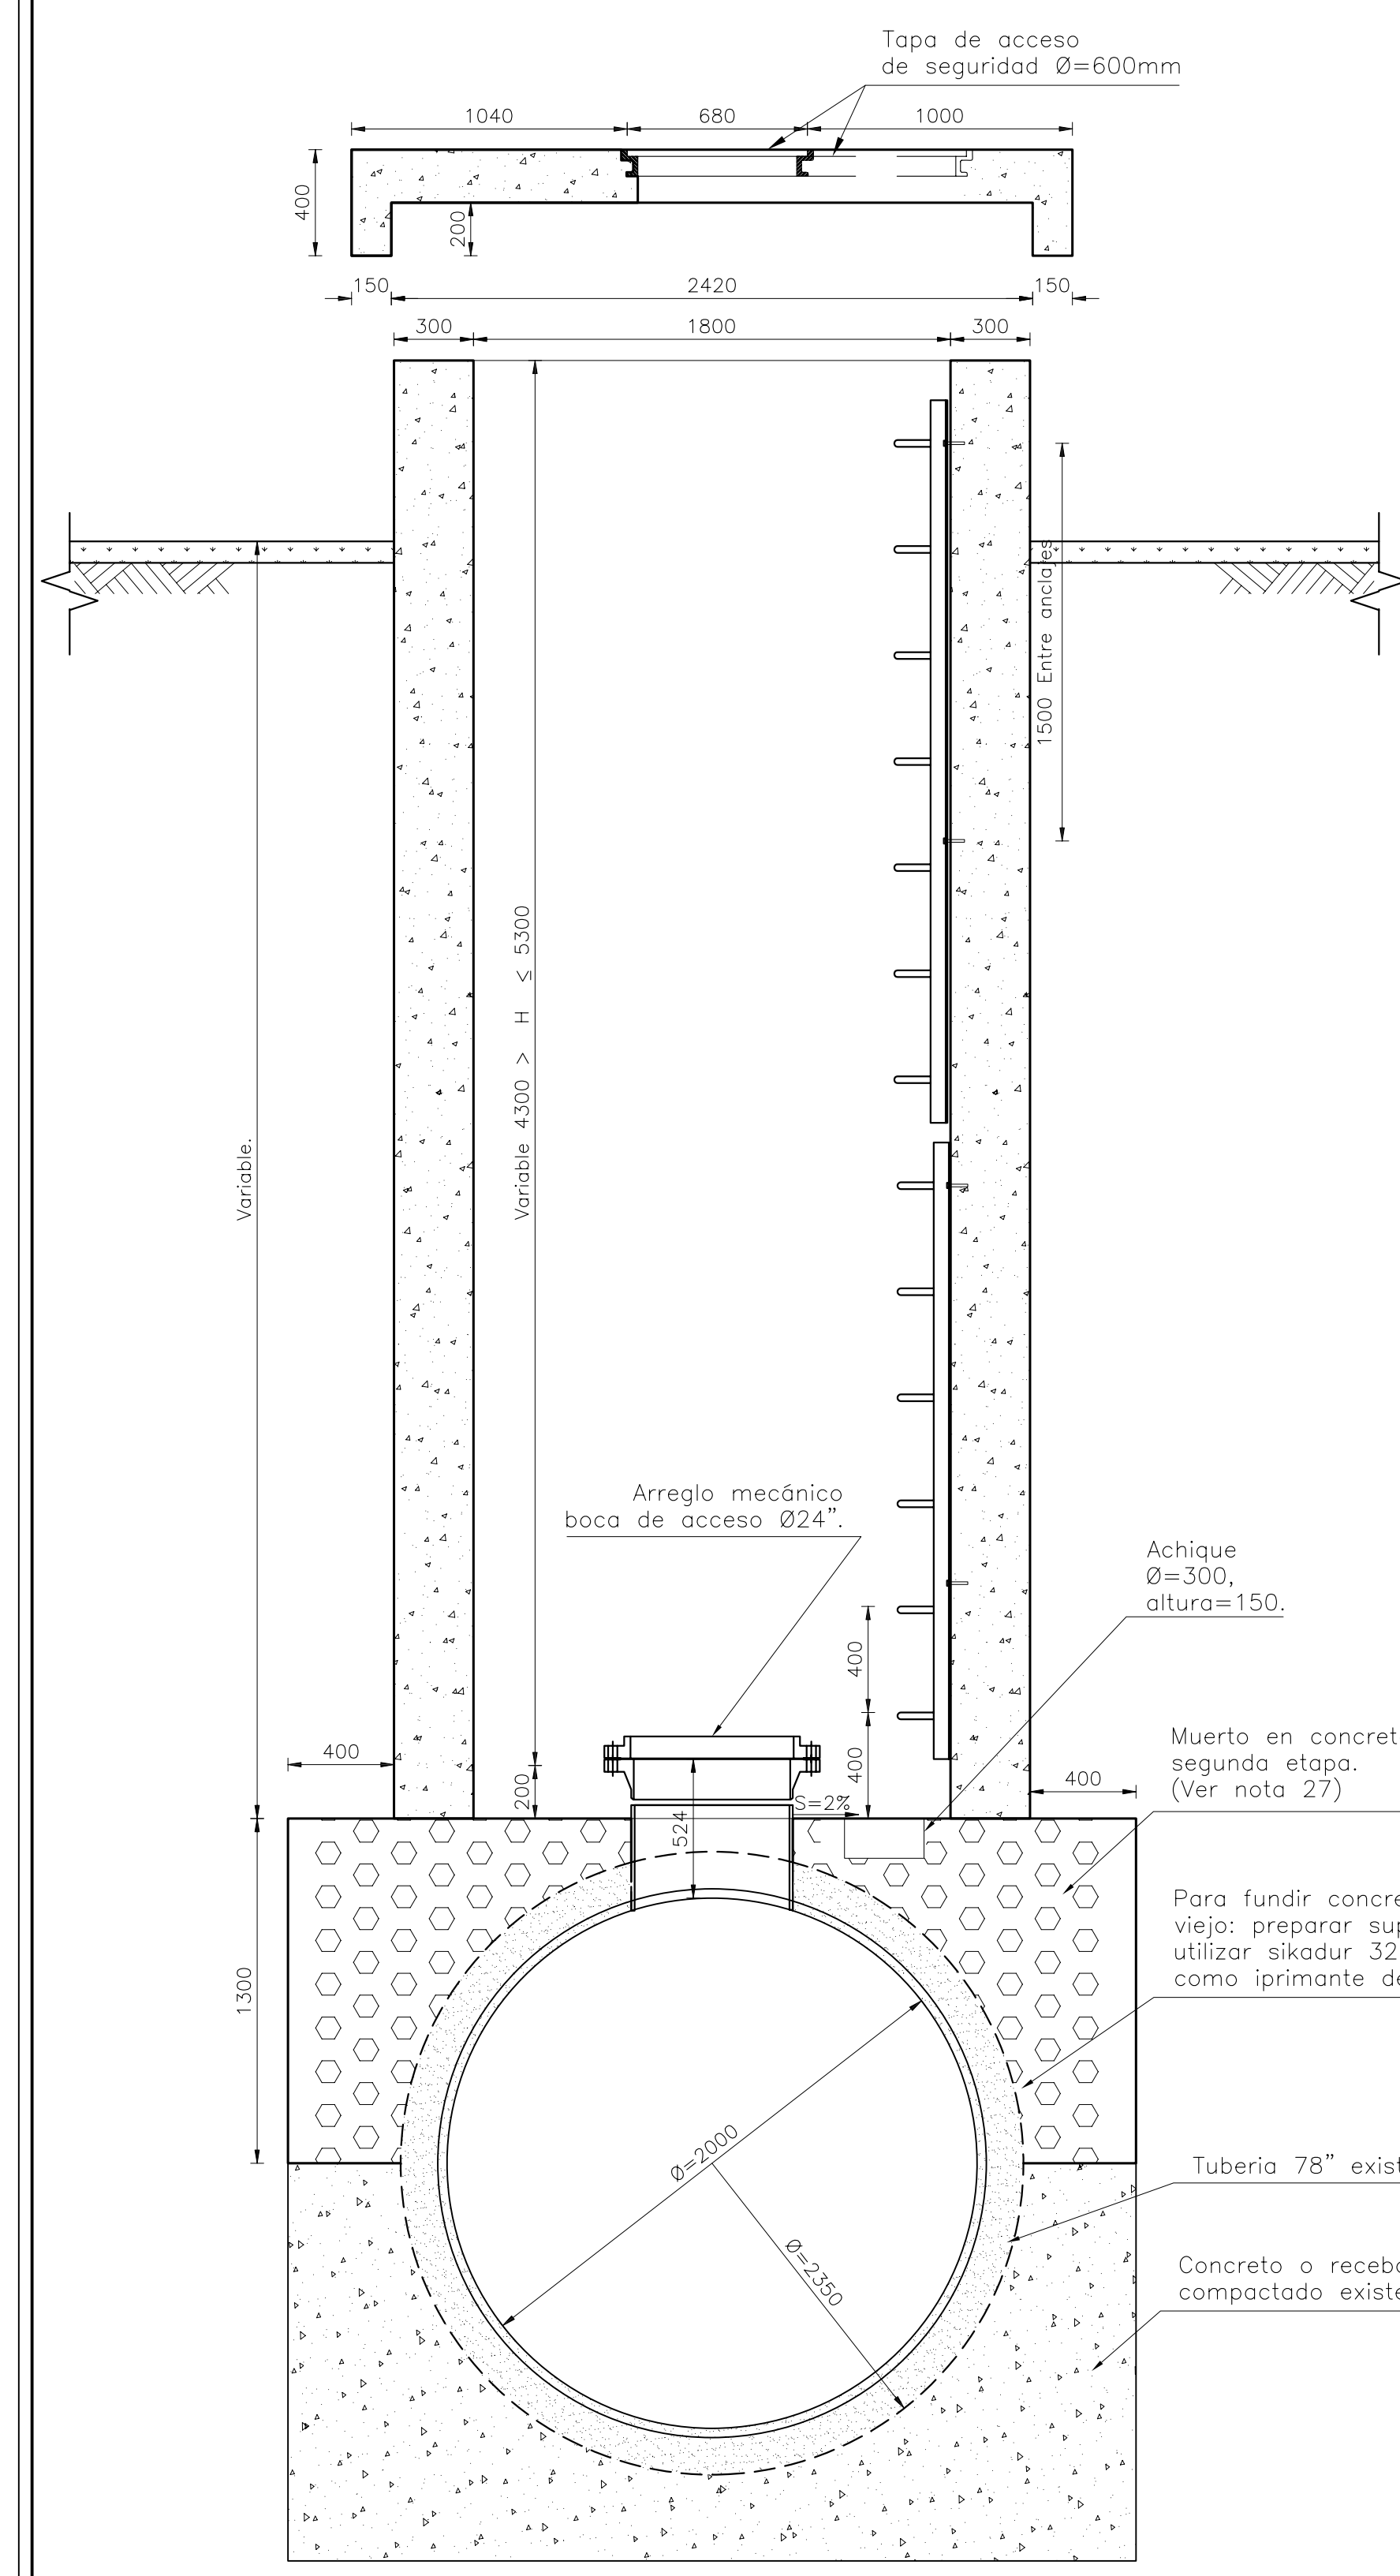 Tapa de acceso
de seguridad Ø=600mm
1040
680
1000
400
200
150
2420
150
300
1800
300
1500 Entre anclajes
Variable 4300 > H ≤ 5300
Variable.
Arreglo mecánico
boca de acceso Ø24”.
Achique
Ø=300,
altura=150.
400
400
400
200
524
S=2%
400
Muerto en concret
segunda etapa.
(Ver nota 27)
1300
Para fundir concre
viejo: preparar sup
utilizar sikadur 32
como iprimante de
Ø=2000
Ø=2350
Tuberia 78” exist
Concreto o receb
compactado existe